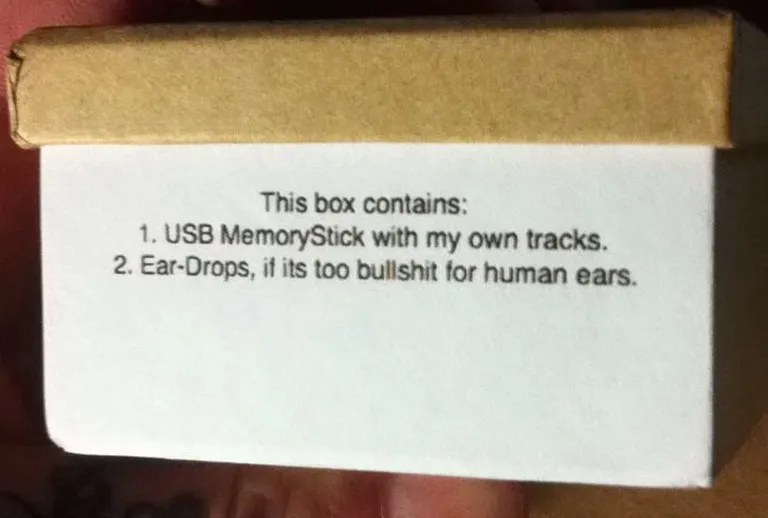 This box contains:
1. USB MemoryStick with my own tracks.
2. Ear-Drops, if its too bullshit for human ears.